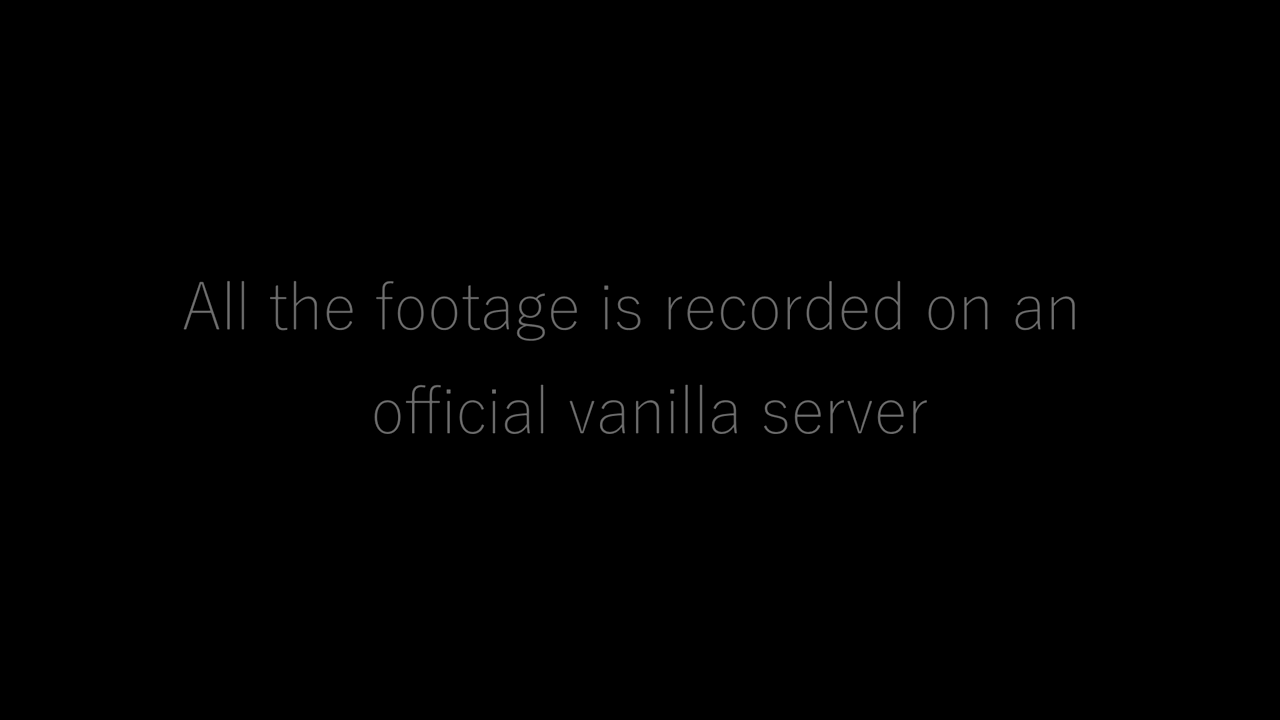 All the footage is recorded on an
official vanilla server